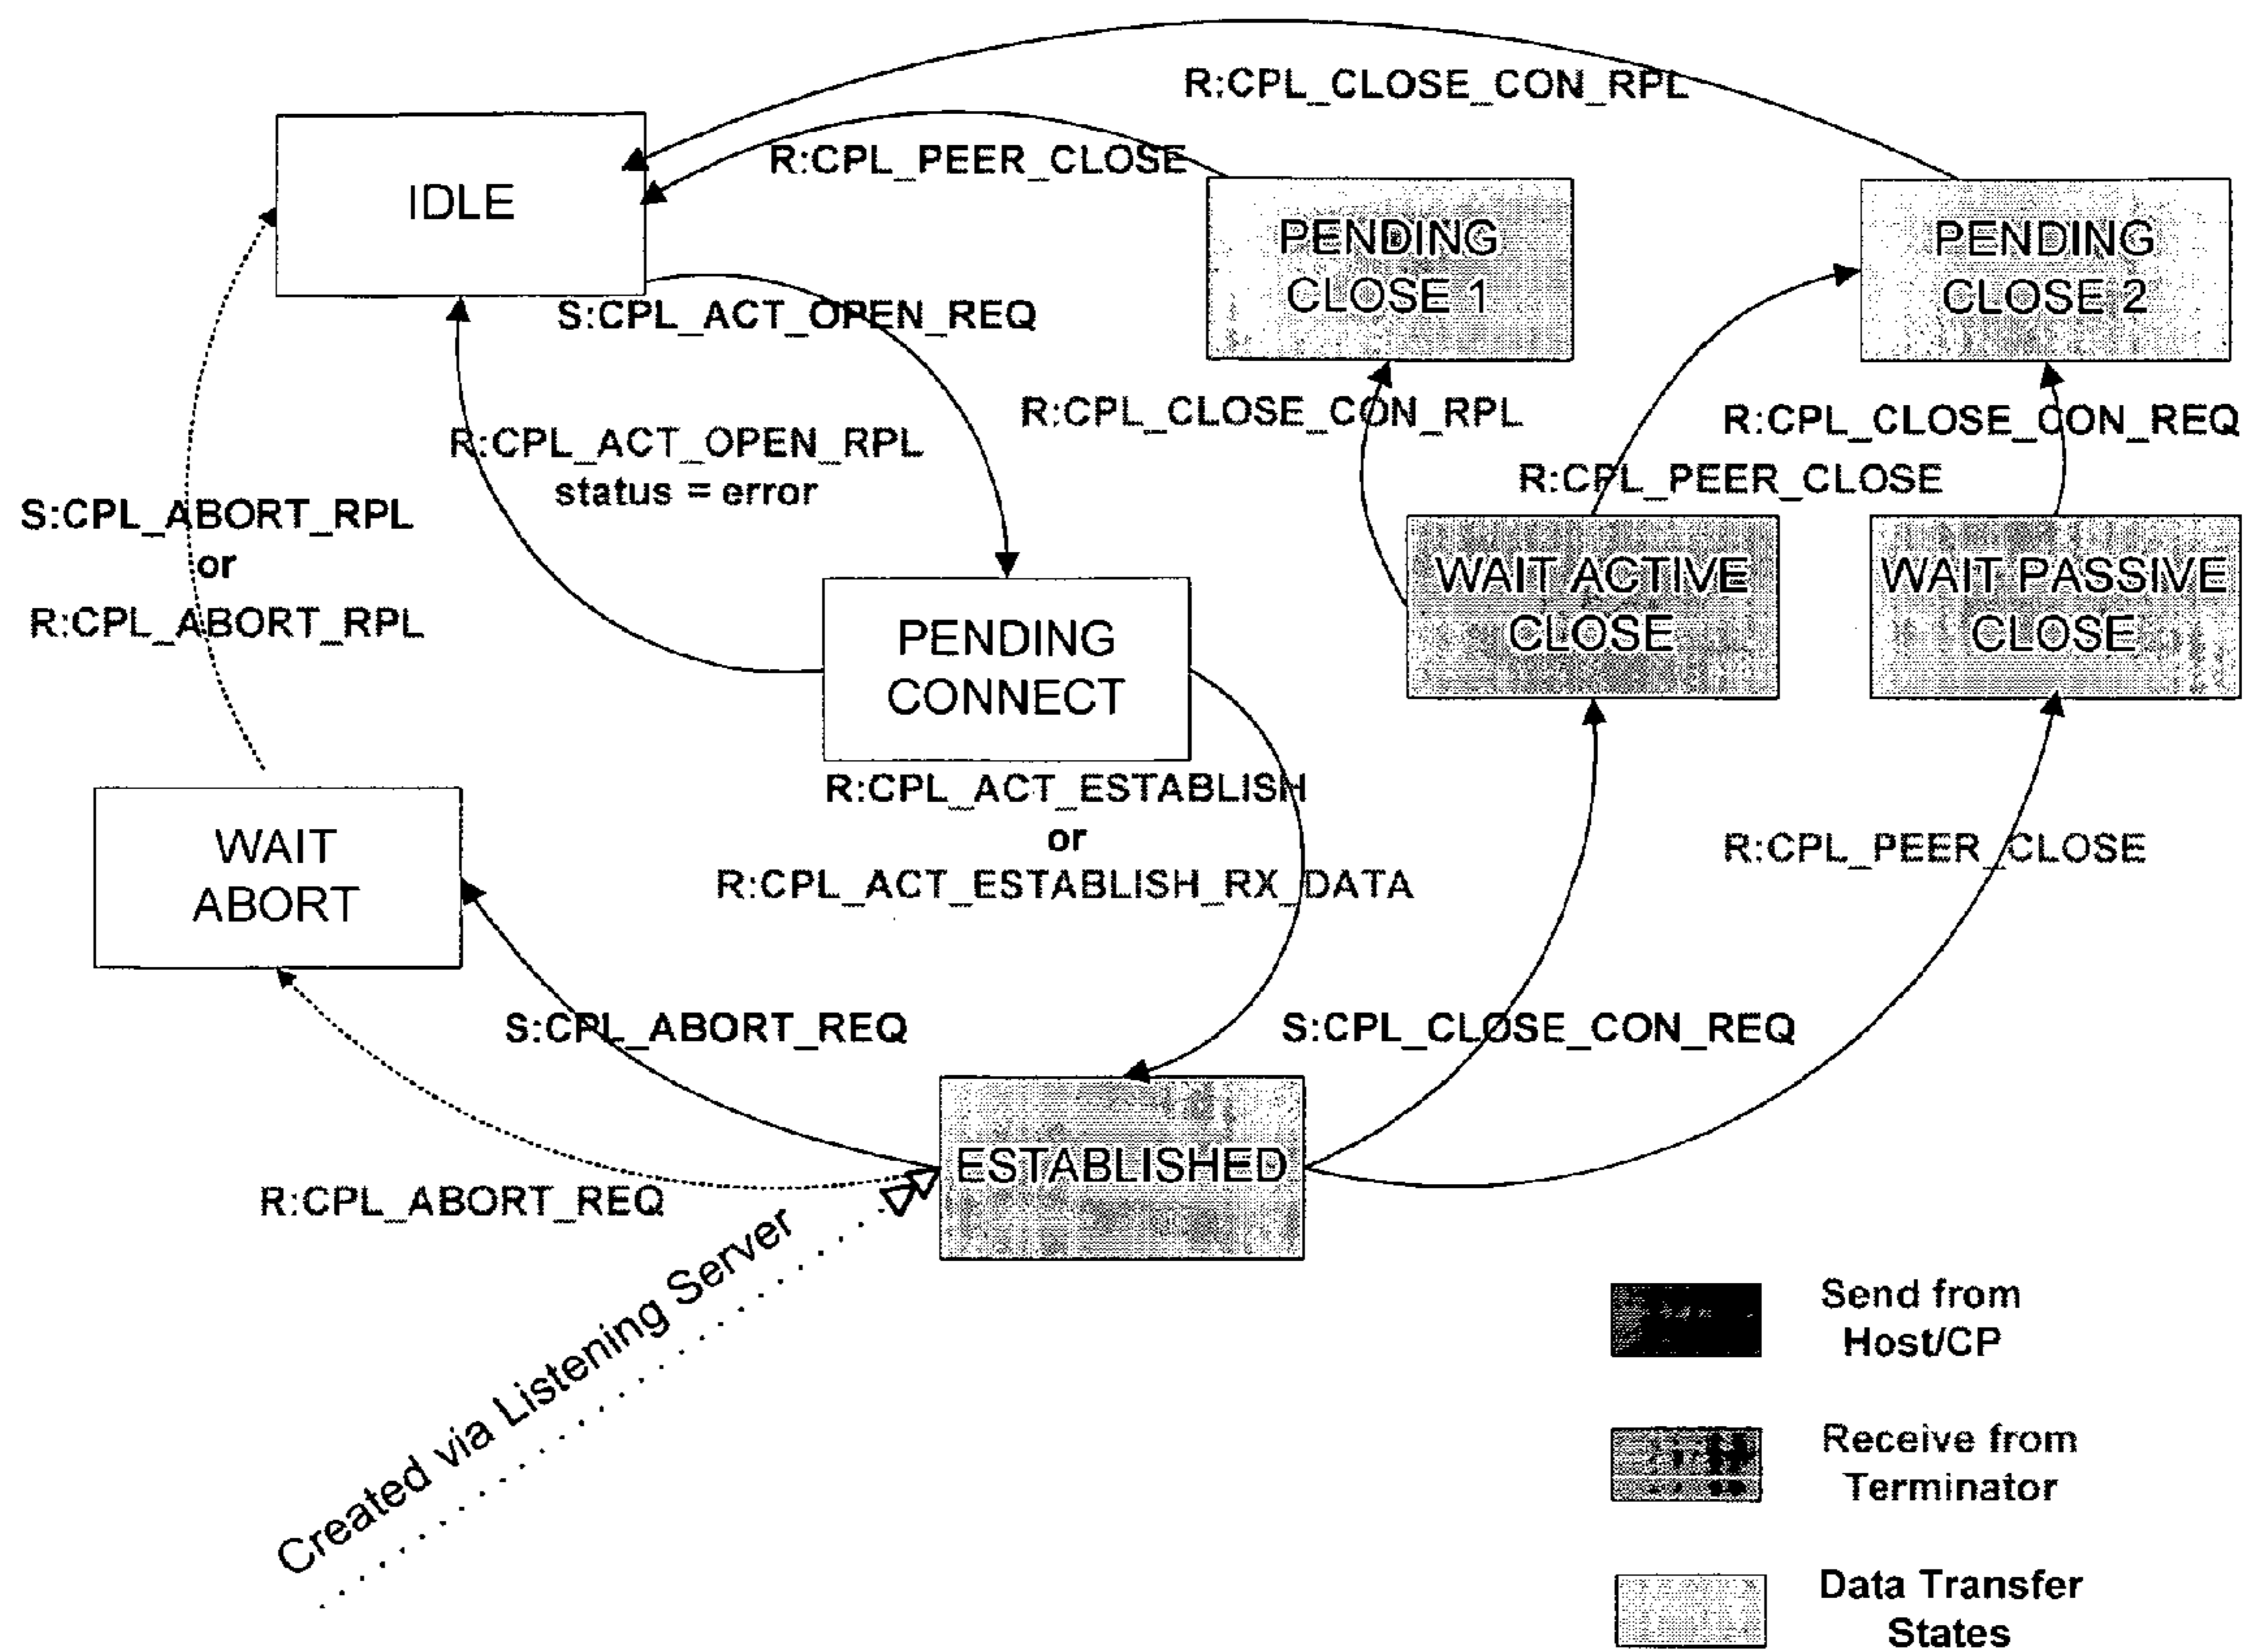 R:CPL_CLOSE_CON_RPL
R:CPL_PEER_CLOSE
IDLE
PENDING
CLOSE 1
PENDING
CLOSE 2
S:CPL_ACT_OPEN_REQ
R:CPL_CLOSE_CON_RPL
R:CPL_CLOSE_CON_REQ
R:CPL_ACT_OPEN_RPL
status = error
R:CPL_PEER_CLOSE
S:CPL_ABORT_RPL
or
R:CPL_ABORT_RPL
WAIT ACTIVE
CLOSE
WAIT PASSIVE
CLOSE
PENDING
CONNECT
R:CPL_ACT_ESTABLISH
or
R:CPL_ACT_ESTABLISH_RX_DATA
WAIT
ABORT
R:CPL_PEER_CLOSE
S:CPL_ABORT_REQ
S:CPL_CLOSE_CON_REQ
ESTABLISHED
R:CPL_ABORT_REQ
Created via Listening Server
Send from
Host/CP
Receive from
Terminator
Data Transfer
States